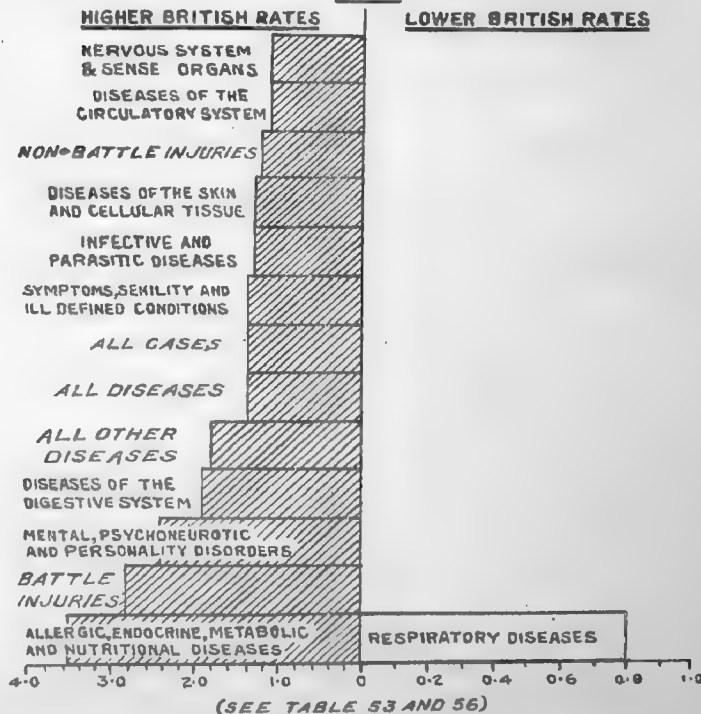 HIGHER BRITISH RATES
LOWER BRITISH RATES
NERVOUS SYSTEM
& SENSE ORGANS
DISEASES OF THE
CIRCULATORY SYSTEM
NON-BATTLE INJURIES
DISEASES OF THE SKIN
AND CELLULAR TISSUE
INFECTIVE AND
PARASITIC DISEASES
SYMPTOMS, SENILITY AND
ILL DEFINED CONDITIONS
ALL CASES
ALL DISEASES
ALL OTHER
DISEASES
DISEASES OF THE
DIGESTIVE SYSTEM
MENTAL, PSYCHONEUROTIC
AND PERSONALITY DISORDERS
BATTLE
INJURIES
ALLERGIC, ENDOCRINE, METABOLIC
AND NUTRITIONAL DISEASES
RESPIRATORY DISEASES
4·0 3·0 2·0 1·0 0 0·2 0·4 0·6 0·8 1·0
(SEE TABLE 53 AND 56)